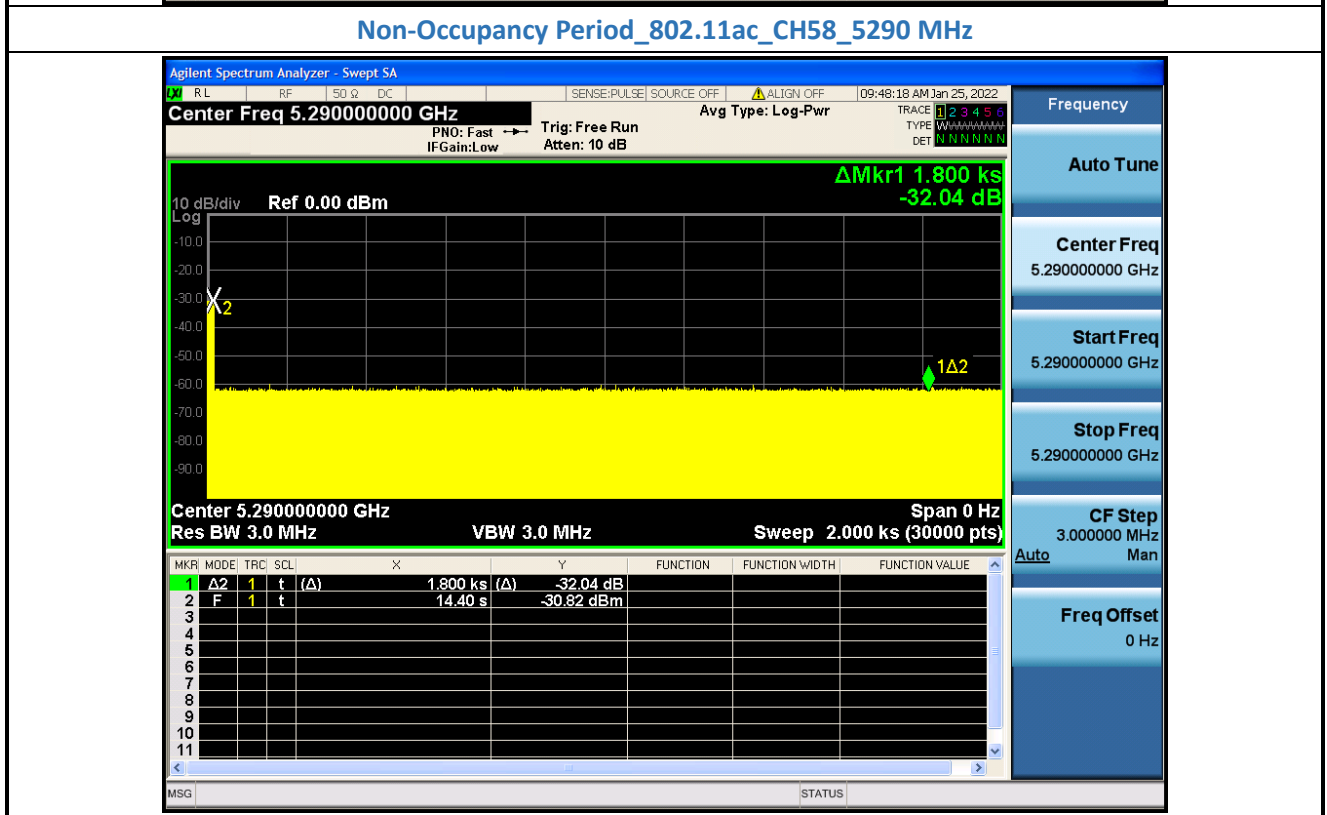 Non-Occupancy Period_802.11ac_CH58_5290 MHz
Agilent Spectrum Analyzer - Swept SA
LXI RL RF 50 Ω DC SENSE:PULSE SOURCE OFF ALIGN OFF 09:48:18 AM Jan 25, 2022
Center Freq 5.290000000 GHz Avg Type: Log-Pwr TRACE 1 2 3 4 5 6
PNO: Fast Trig: Free Run TYPE WWWWWW
IFGain:Low Atten: 10 dB DET N N N N N N
ΔMkr1 1.800 ks
10 dB/div Ref 0.00 dBm -32.04 dB
Log
-10.0
-20.0
-30.0
2
-40.0
-50.0
1Δ2
-60.0
-70.0
-80.0
-90.0
Center 5.290000000 GHz Span 0 Hz
Res BW 3.0 MHz VBW 3.0 MHz Sweep 2.000 ks (30000 pts)
MKR MODE TRC SCL X Y FUNCTION FUNCTION WIDTH FUNCTION VALUE
1 Δ2 1 t (Δ) 1.800 ks (Δ) -32.04 dB
2 F 1 t 14.40 s -30.82 dBm
3
4
5
6
7
8
9
10
11
MSG STATUS
Frequency
Auto Tune
Center Freq
5.290000000 GHz
Start Freq
5.290000000 GHz
Stop Freq
5.290000000 GHz
CF Step
3.000000 MHz
Auto Man
Freq Offset
0 Hz